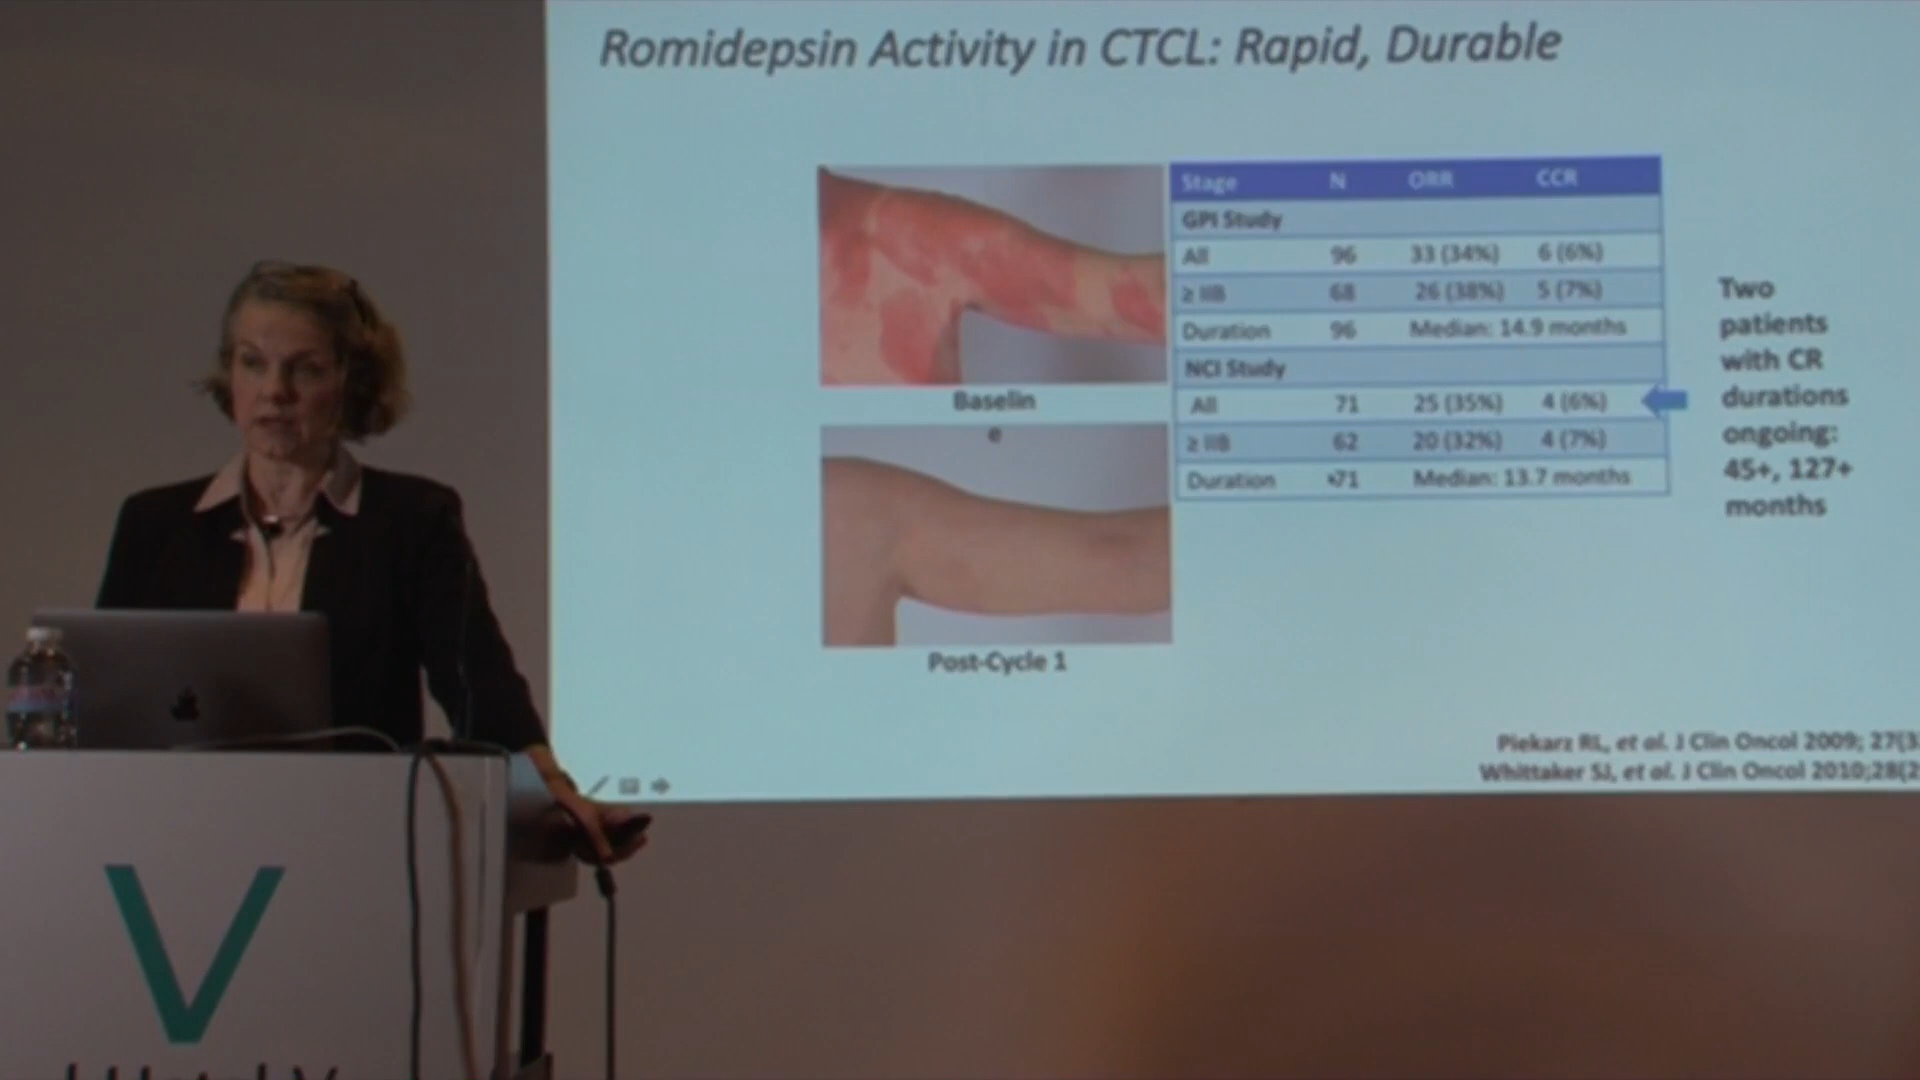 Romidepsin Activity in CTCL: Rapid, Durable
Stage N ORR CCR
GPI Study
All 96 33 (34%) 6 (6%)
≥ IIB 68 26 (38%) 5 (7%)
Duration 96 Median: 14.9 months
NCI Study
All 71 25 (35%) 4 (6%)
≥ IIB 62 20 (32%) 4 (7%)
Duration 71 Median: 13.7 months
Baselin
e
Post-Cycle 1
Two
patients
with CR
durations
ongoing:
45+, 127+
months
Piekarz RL, et al. J Clin Oncol 2009; 27(
Whittaker SJ, et al. J Clin Oncol 2010;28(2
V
Hotel V